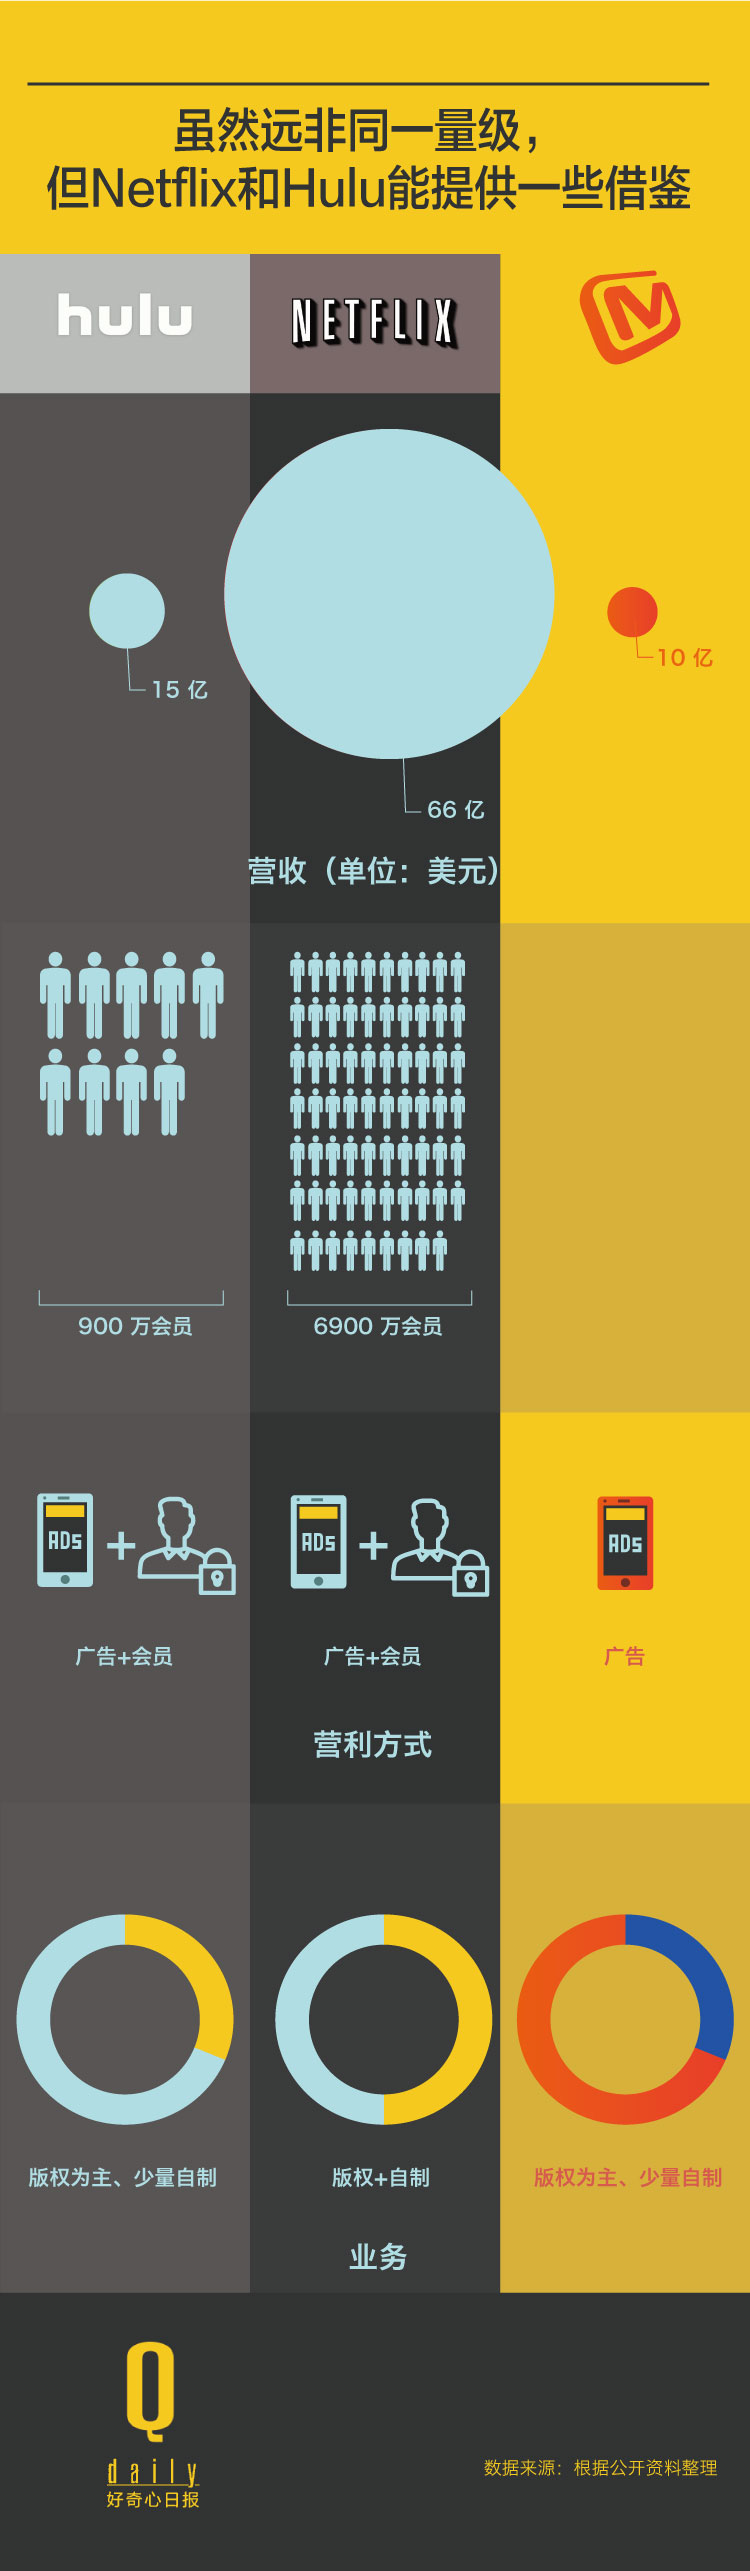 虽然远非同一量级，
但Netflix和Hulu能提供一些借鉴
hulu
NETFLIX
15 亿
10 亿
66 亿
营收（单位：美元）
900 万会员
6900 万会员
ADS
+
ADS
+
ADS
广告+会员
广告+会员
广告
营利方式
版权为主、少量自制
版权+自制
版权为主、少量自制
业务
Q
daily
好奇心日报
数据来源：根据公开资料整理